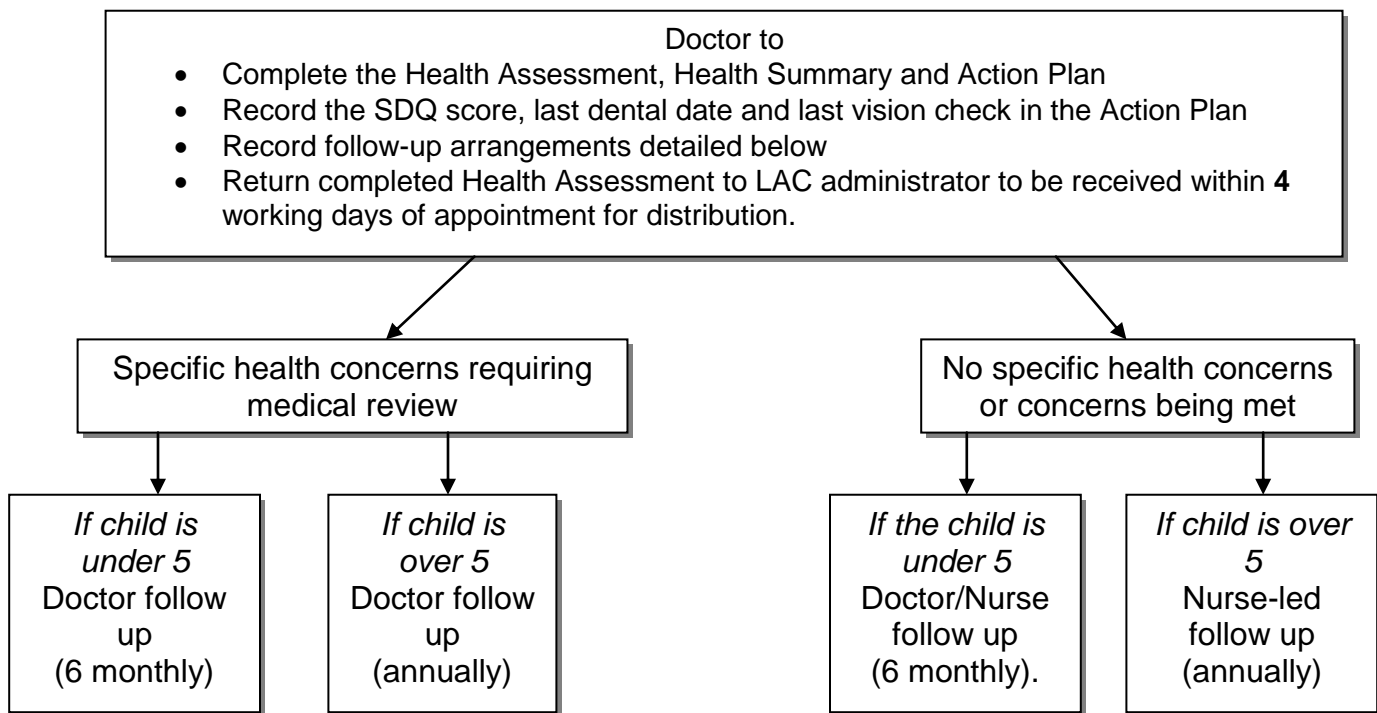 Doctor to
• Complete the Health Assessment, Health Summary and Action Plan
• Record the SDQ score, last dental date and last vision check in the Action Plan
• Record follow-up arrangements detailed below
• Return completed Health Assessment to LAC administrator to be received within 4
working days of appointment for distribution.
Specific health concerns requiring
medical review
No specific health concerns
or concerns being met
If child is
under 5
Doctor follow
up
(6 monthly)
If child is
over 5
Doctor follow
up
(annually)
If the child is
under 5
Doctor/Nurse
follow up
(6 monthly).
If child is over
5
Nurse-led
follow up
(annually)